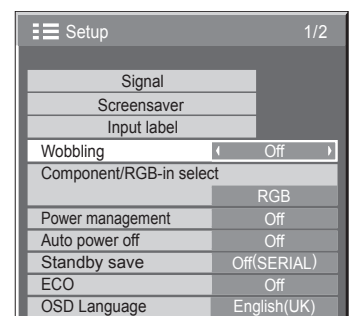 Setup 1/2
Signal
Screensaver
Input label
Wobbling Off
Component/RGB-in select
RGB
Power management Off
Auto power off Off
Standby save Off(SERIAL)
ECO Off
OSD Language English(UK)